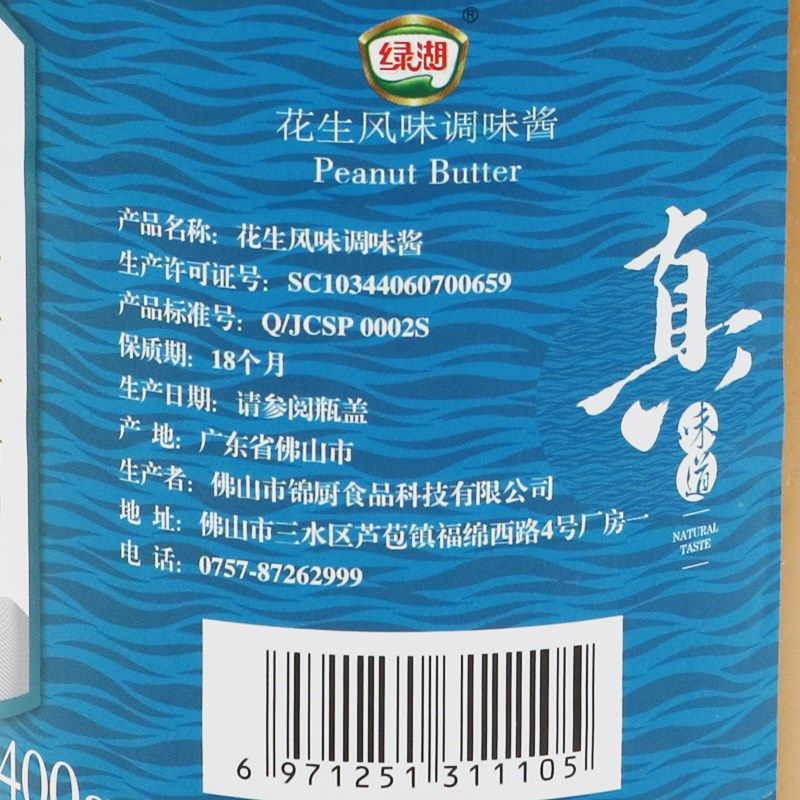 绿湖®
花生风味调味酱
Peanut Butter
产品名称：花生风味调味酱
生产许可证号：SC10344060700659
产品标准号：Q/JCSP 0002S
保质期：18个月
生产日期：请参阅瓶盖
产 地：广东省佛山市
生产者：佛山市锦厨食品科技有限公司
地 址：佛山市三水区芦苞镇福绵西路4号厂房一
电 话：0757-87262999
真
味道
NATURAL
TASTE
6 971251 311105
400